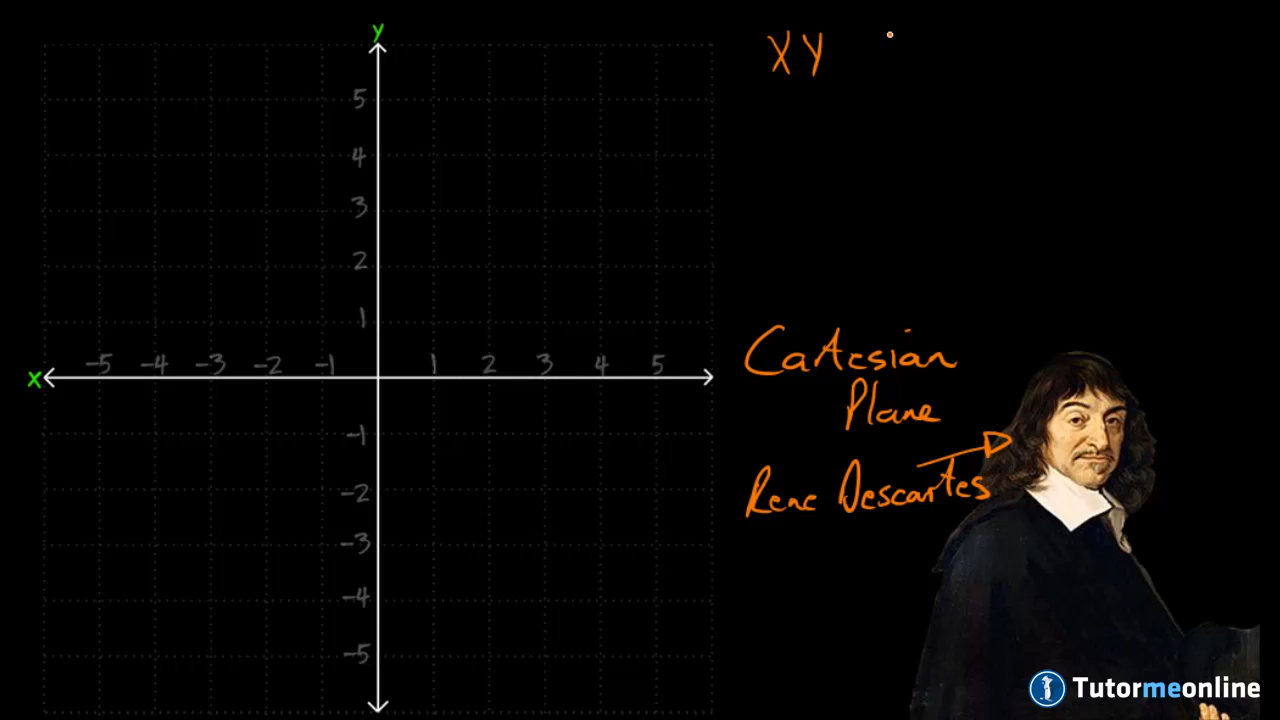 y
XY
5
4
3
2
1
-5 -4 -3 -2 -1 1 2 3 4 5
x
-1
-2
-3
-4
-5
Cartesian
Plane
Rene Descartes
Tutormeonline